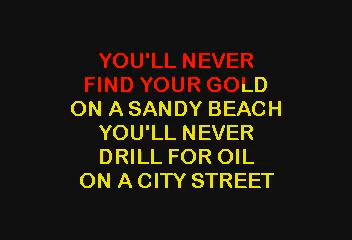 YOU'LL NEVER
FIND YOUR GOLD
ON A SANDY BEACH
YOU'LL NEVER
DRILL FOR OIL
ON A CITY STREET